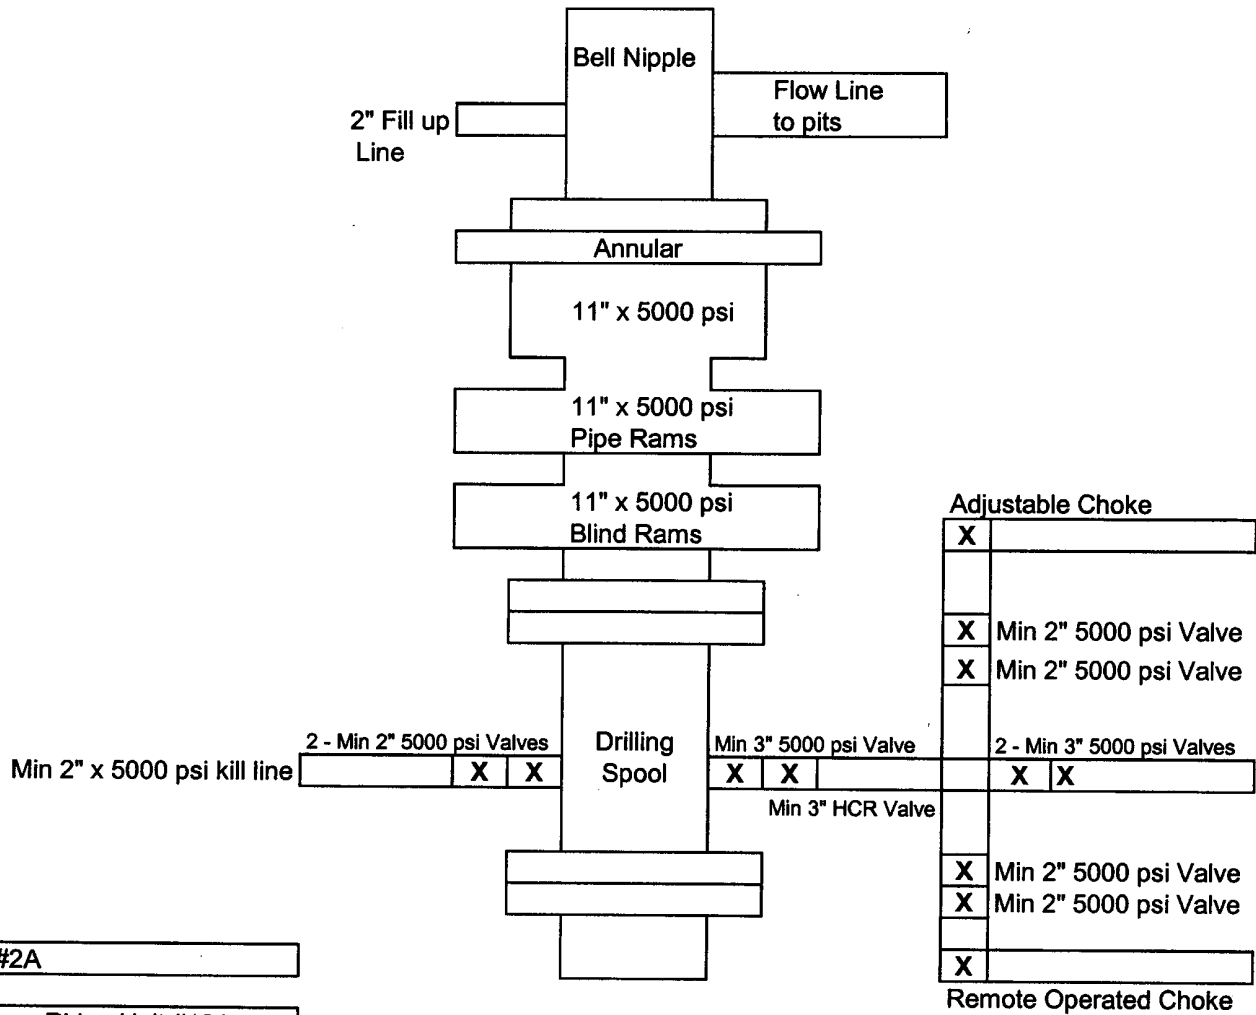 Bell Nipple
Flow Line
to pits
2" Fill up
Line
Annular
11" x 5000 psi
11" x 5000 psi
Pipe Rams
11" x 5000 psi
Blind Rams
Adjustable Choke
X
X Min 2" 5000 psi Valve
X Min 2" 5000 psi Valve
2 - Min 2" 5000 psi Valves
Drilling
Spool
Min 3" 5000 psi Valve
2 - Min 3" 5000 psi Valves
Min 2" x 5000 psi kill line
X X
X X
X X
Min 3" HCR Valve
X Min 2" 5000 psi Valve
X Min 2" 5000 psi Valve
X
Remote Operated Choke
#2A